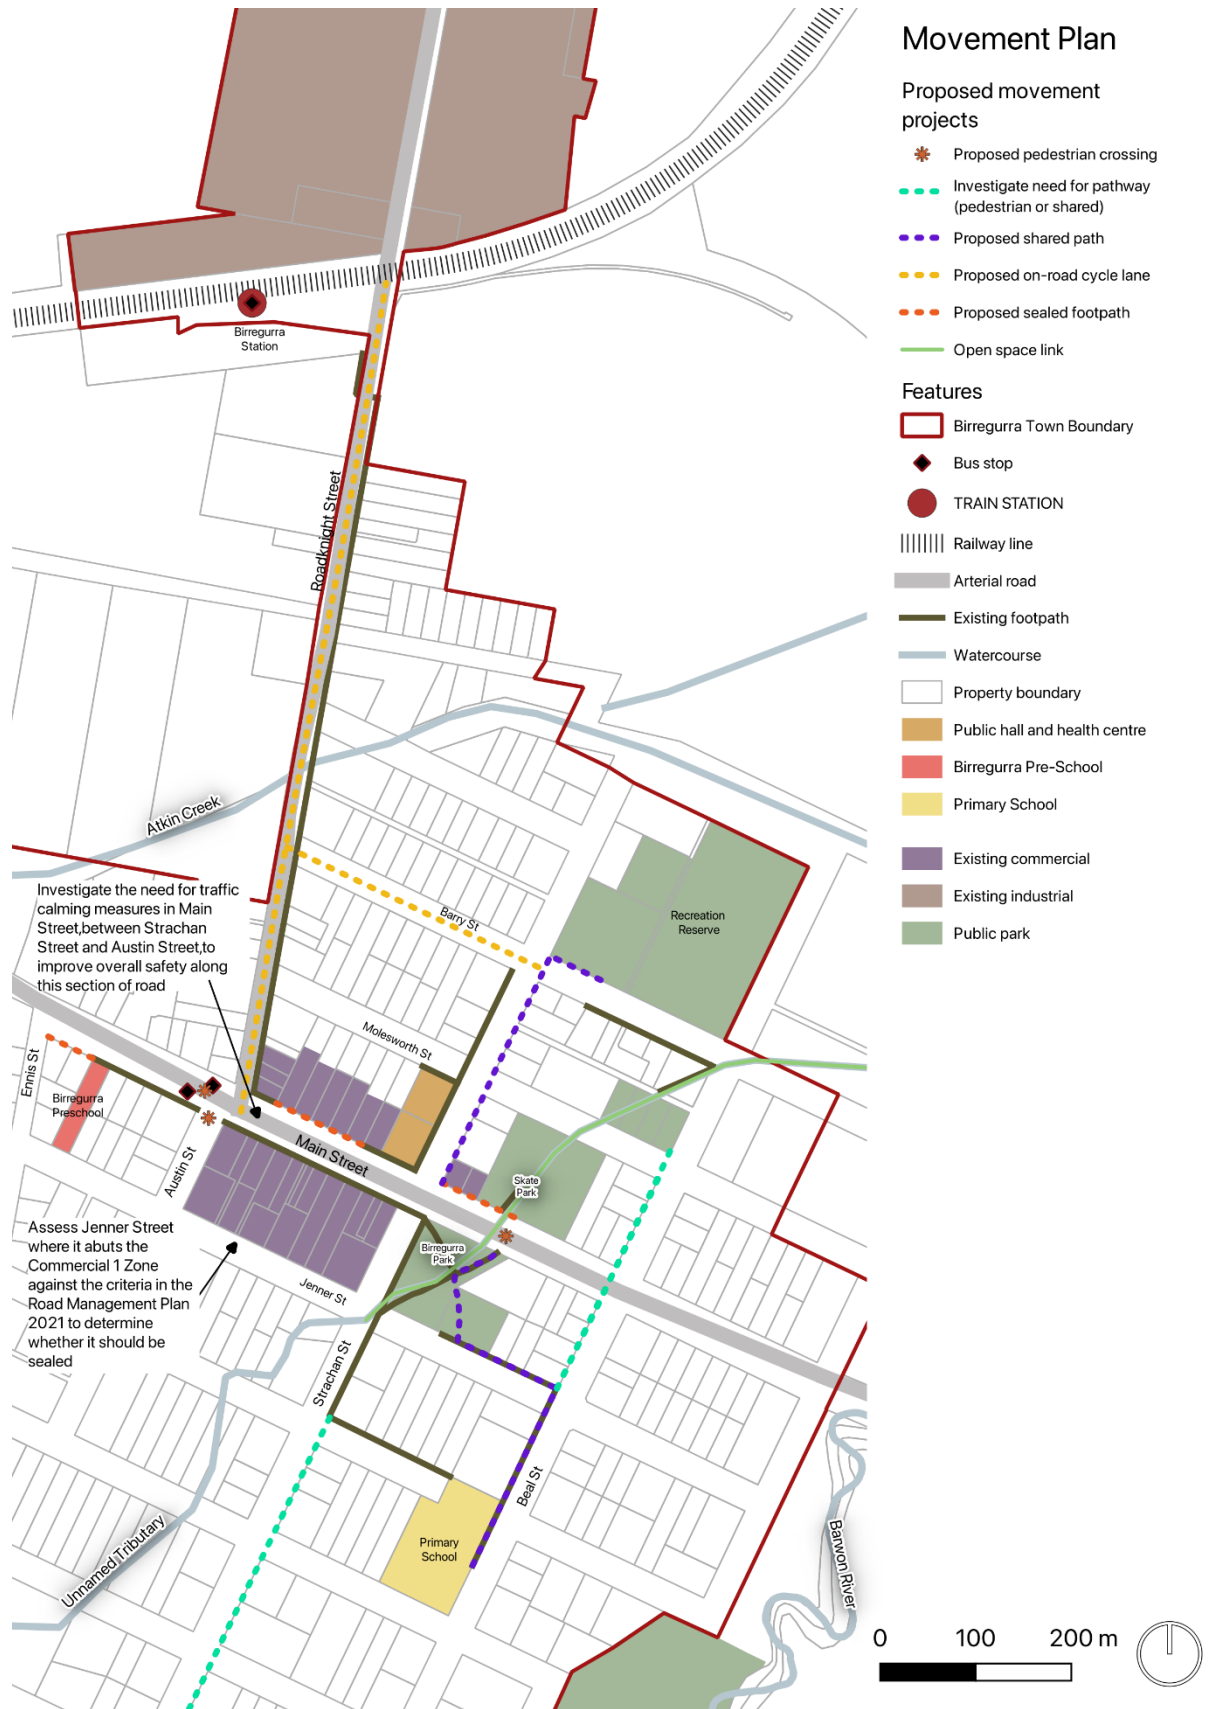 Movement Plan
Proposed movement
projects
Proposed pedestrian crossing
Investigate need for pathway
(pedestrian or shared)
Proposed shared path
Proposed on-road cycle lane
Proposed sealed footpath
Open space link
Features
Birregurra Town Boundary
Bus stop
TRAIN STATION
Railway line
Arterial road
Existing footpath
Watercourse
Property boundary
Public hall and health centre
Birregurra Pre-School
Primary School
Existing commercial
Existing industrial
Public park
Birregurra
Station
Roadknight Street
Atkin Creek
Investigate the need for traffic
calming measures in Main
Street,between Strachan
Street and Austin Street,to
improve overall safety along
this section of road
Barry St
Recreation
Reserve
Molesworth St
Ennis St
Birregurra
Preschool
Main Street
Austin St
Skate
Park
Birregurra
Park
Assess Jenner Street
where it abuts the
Commercial 1 Zone
against the criteria in the
Road Management Plan
2021 to determine
whether it should be
sealed
Jenner St
Strachan St
Beal St
Primary
School
Unnamed Tributary
Barwon River
0 100 200 m